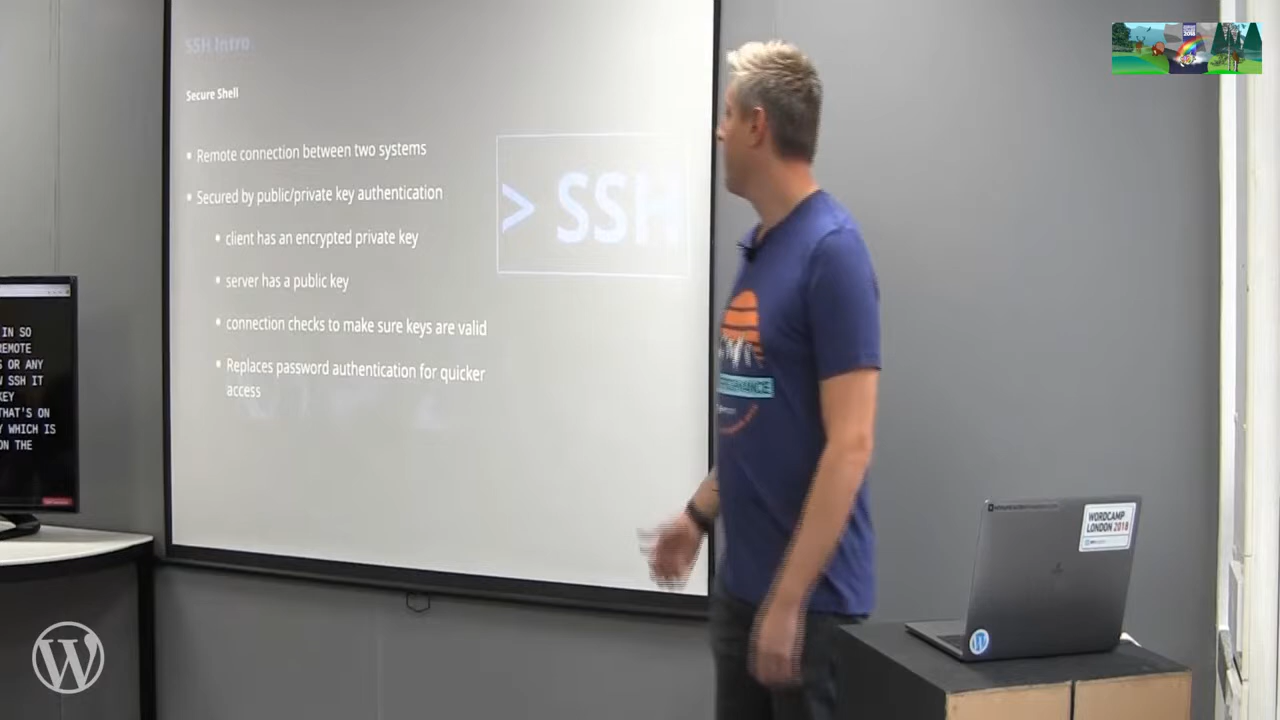 SSH Intro
Secure Shell
Remote connection between two systems
Secured by public/private key authentication
client has an encrypted private key
server has a public key
connection checks to make sure keys are valid
Replaces password authentication for quicker
access
> SSH
IN SO
REMOTE
S OR ANY
SSH IT
KEY
THAT'S ON
Y WHICH IS
ON THE
WORDCAMP
LONDON 2018
2018
W